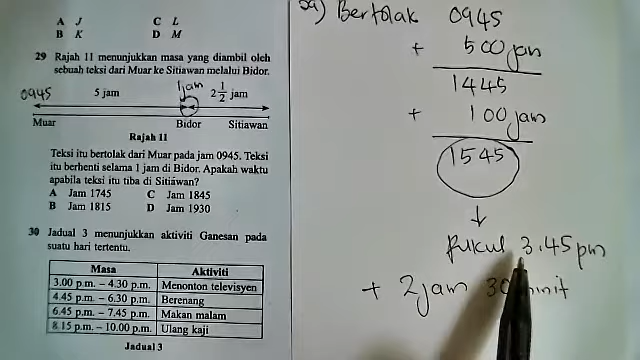 A J C L
B K D M
29 Rajah 11 menunjukkan masa yang diambil oleh
sebuah teksi dari Muar ke Sitiawan melalui Bidor.
0945 5 jam 1jam 2 1/2 jam
Muar Bidor Sitiawan
Rajah 11
Teksi itu bertolak dari Muar pada jam 0945. Teksi
itu berhenti selama 1 jam di Bidor. Apakah waktu
apabila teksi itu tiba di Sitiawan?
A Jam 1745 C Jam 1845
B Jam 1815 D Jam 1930
30 Jadual 3 menunjukkan aktiviti Ganesan pada
suatu hari tertentu.
Masa Aktiviti
3.00 p.m. – 4.30 p.m. Menonton televisyen
4.45 p.m. – 6.30 p.m. Berenang
6.45 p.m. – 7.45 p.m. Makan malam
8.15 p.m. – 10.00 p.m. Ulang kaji
Jadual 3
Bertolak 0945
+ 500 jam
1445
+ 100 jam
1545
↓
Pukul 3.45 pm
+ 2 jam